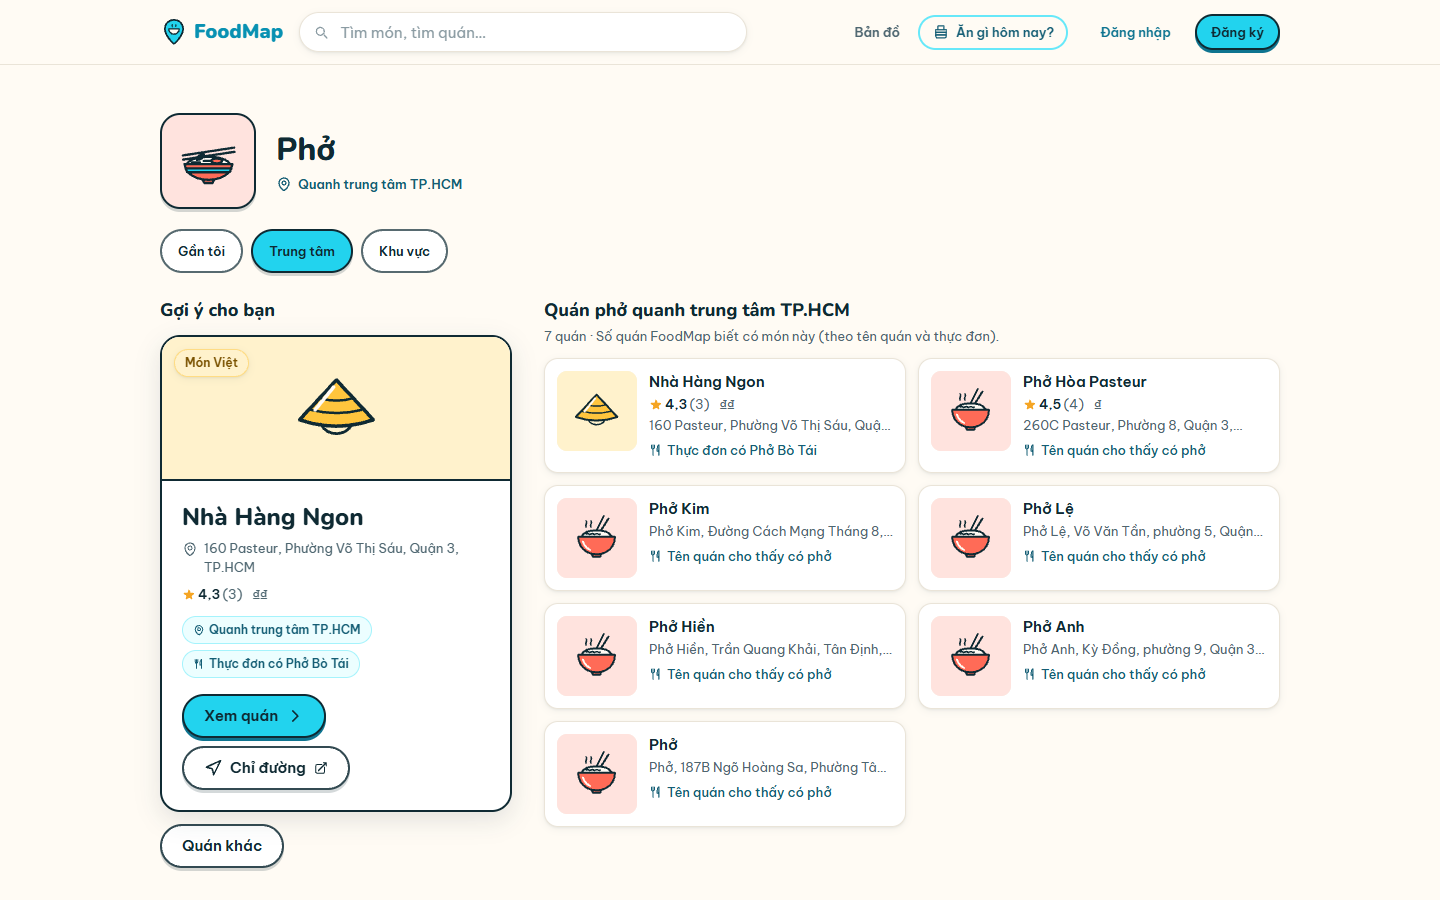 FoodMap
Tìm món, tìm quán...
Bản đồ
Ăn gì hôm nay?
Đăng nhập
Đăng ký
Phở
Quanh trung tâm TP.HCM
Gần tôi
Trung tâm
Khu vực
Gợi ý cho bạn
Món Việt
Nhà Hàng Ngon
160 Pasteur, Phường Võ Thị Sáu, Quận 3,
TP.HCM
4,3 (3) đđ
Quanh trung tâm TP.HCM
Thực đơn có Phở Bò Tái
Xem quán
Chỉ đường
Quán khác
Quán phở quanh trung tâm TP.HCM
7 quán · Số quán FoodMap biết có món này (theo tên quán và thực đơn).
Nhà Hàng Ngon
4,3 (3) đđ
160 Pasteur, Phường Võ Thị Sáu, Quậ...
Thực đơn có Phở Bò Tái
Phở Hòa Pasteur
4,5 (4) đ
260C Pasteur, Phường 8, Quận 3,...
Tên quán cho thấy có phở
Phở Kim
Phở Kim, Đường Cách Mạng Tháng 8,...
Tên quán cho thấy có phở
Phở Lệ
Phở Lệ, Võ Văn Tần, phường 5, Quận...
Tên quán cho thấy có phở
Phở Hiền
Phở Hiền, Trần Quang Khải, Tân Định,...
Tên quán cho thấy có phở
Phở Anh
Phở Anh, Kỳ Đồng, phường 9, Quận 3...
Tên quán cho thấy có phở
Phở
Phở, 187B Ngõ Hoàng Sa, Phường Tâ...
Tên quán cho thấy có phở